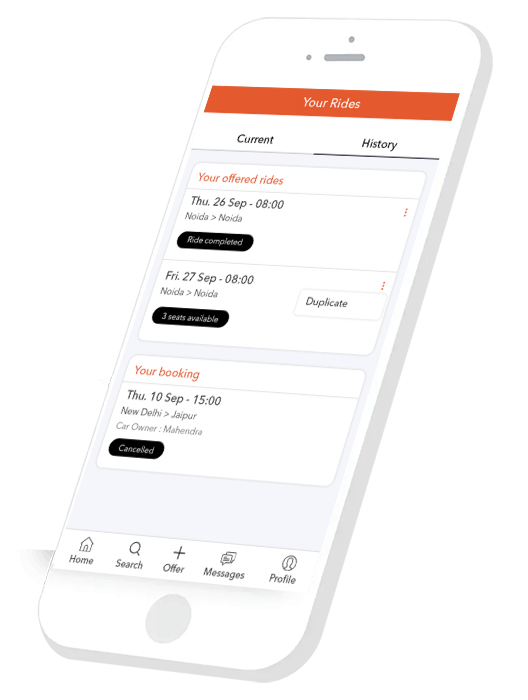 Your Rides
Current
History
Your offered rides
Thu. 26 Sep - 08:00
Noida > Noida
Ride completed
Fri. 27 Sep - 08:00
Noida > Noida
Duplicate
3 seats available
Your booking
Thu. 10 Sep - 15:00
New Delhi > Jaipur
Car Owner : Mahendra
Cancelled
Home
Search
Offer
Messages
Profile